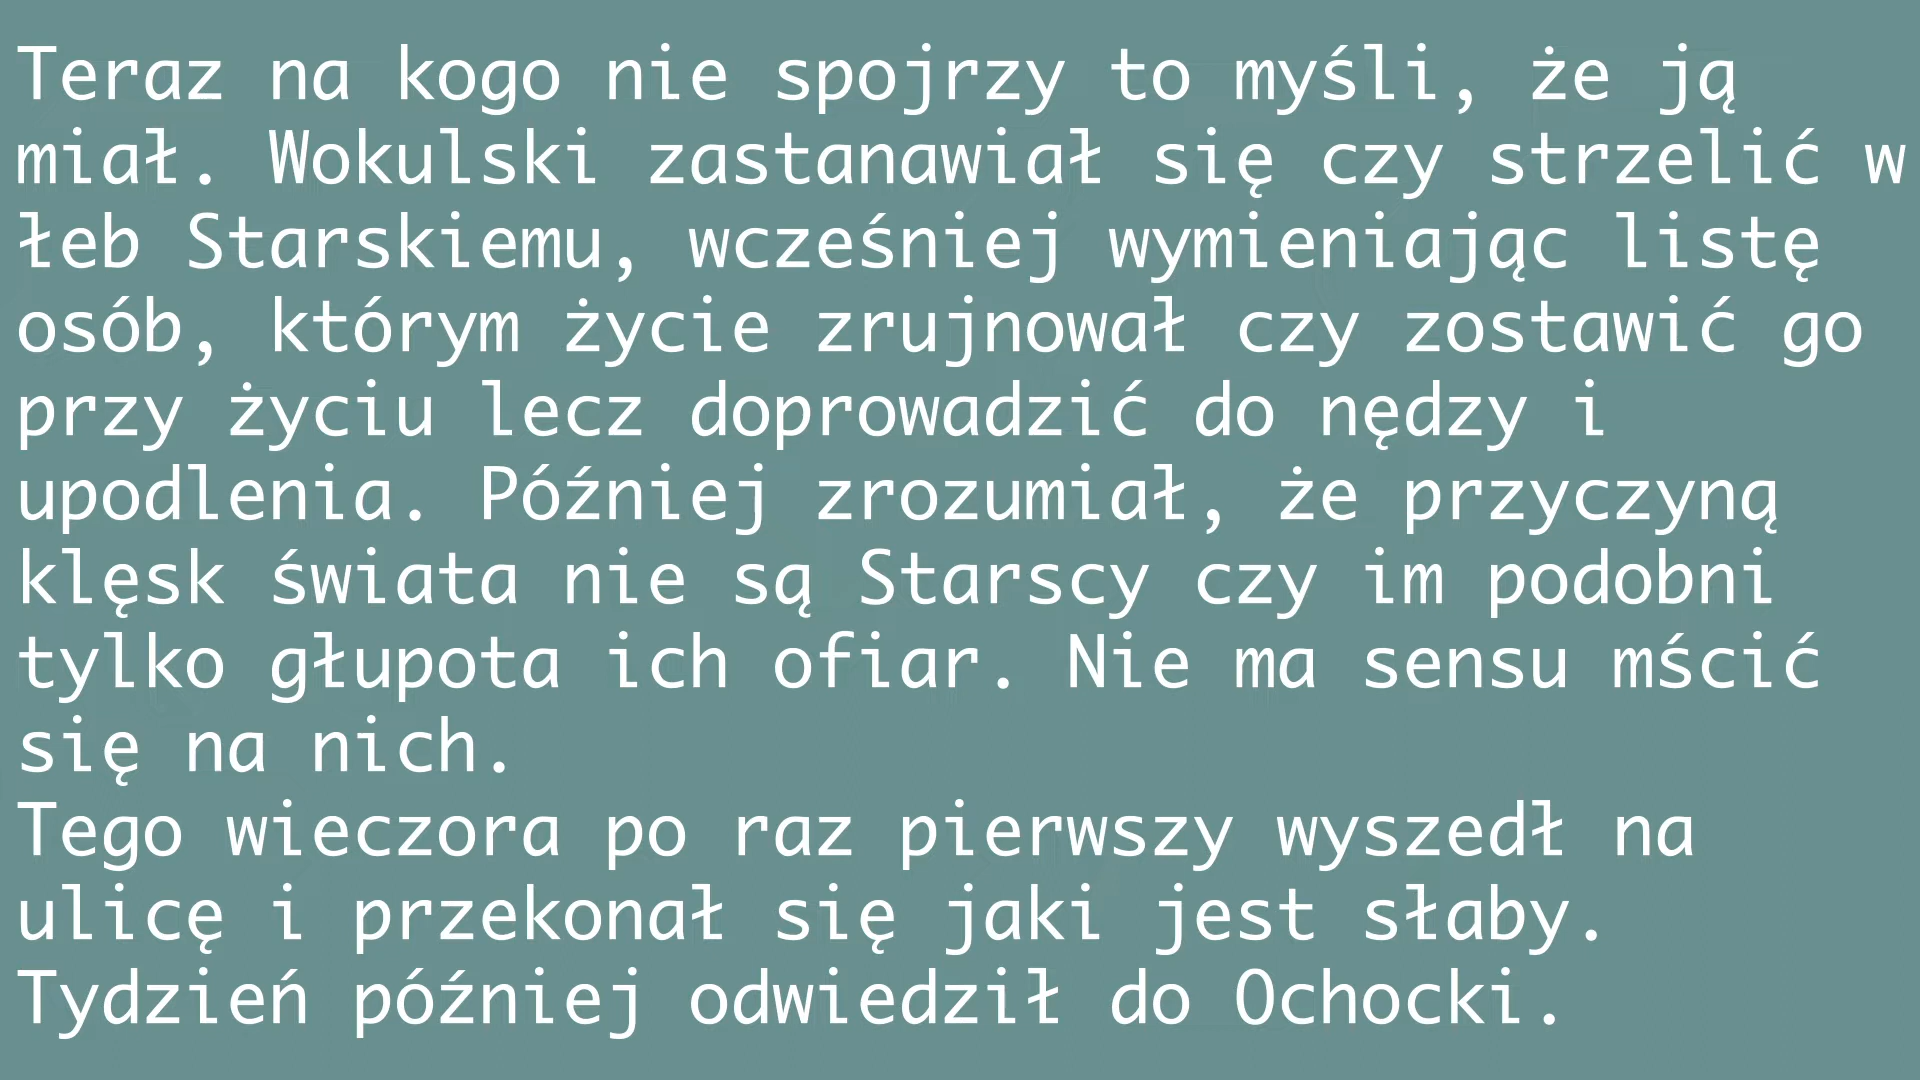 Teraz na kogo nie spojrzy to myśli, że ją
miał. Wokulski zastanawiał się czy strzelić w
łeb Starskiemu, wcześniej wymieniając listę
osób, którym życie zrujnował czy zostawić go
przy życiu lecz doprowadzić do nędzy i
upodlenia. Później zrozumiał, że przyczyną
klęsk świata nie są Starscy czy im podobni
tylko głupota ich ofiar. Nie ma sensu mścić
się na nich.
Tego wieczora po raz pierwszy wyszedł na
ulicę i przekonał się jaki jest słaby.
Tydzień później odwiedził do Ochocki.